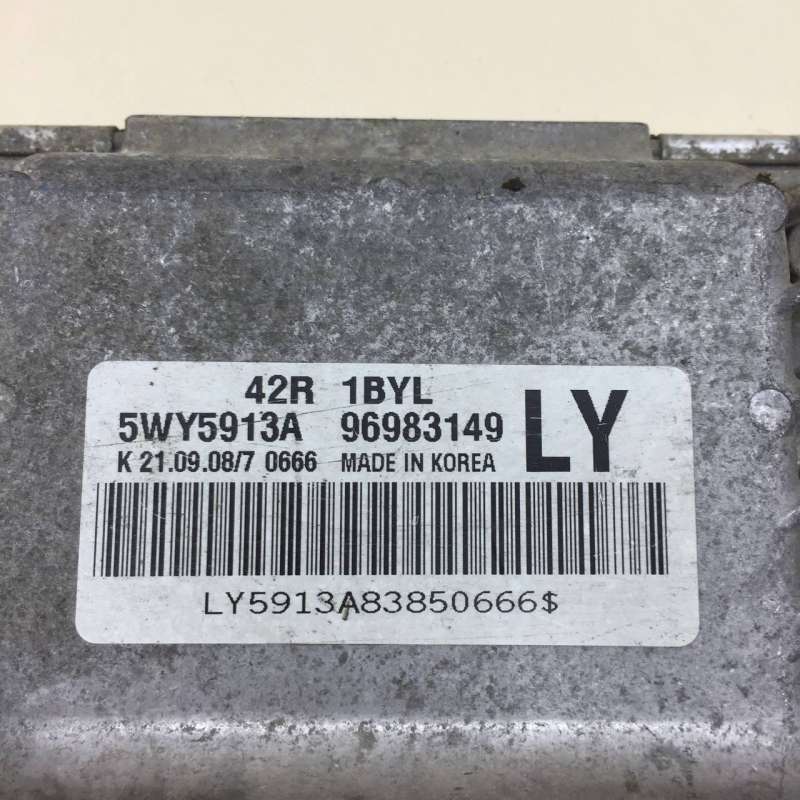 42R 1BYL
5WY5913A 96983149 LY
K 21.09.08/7 0666 MADE IN KOREA
LY5913A83850666$